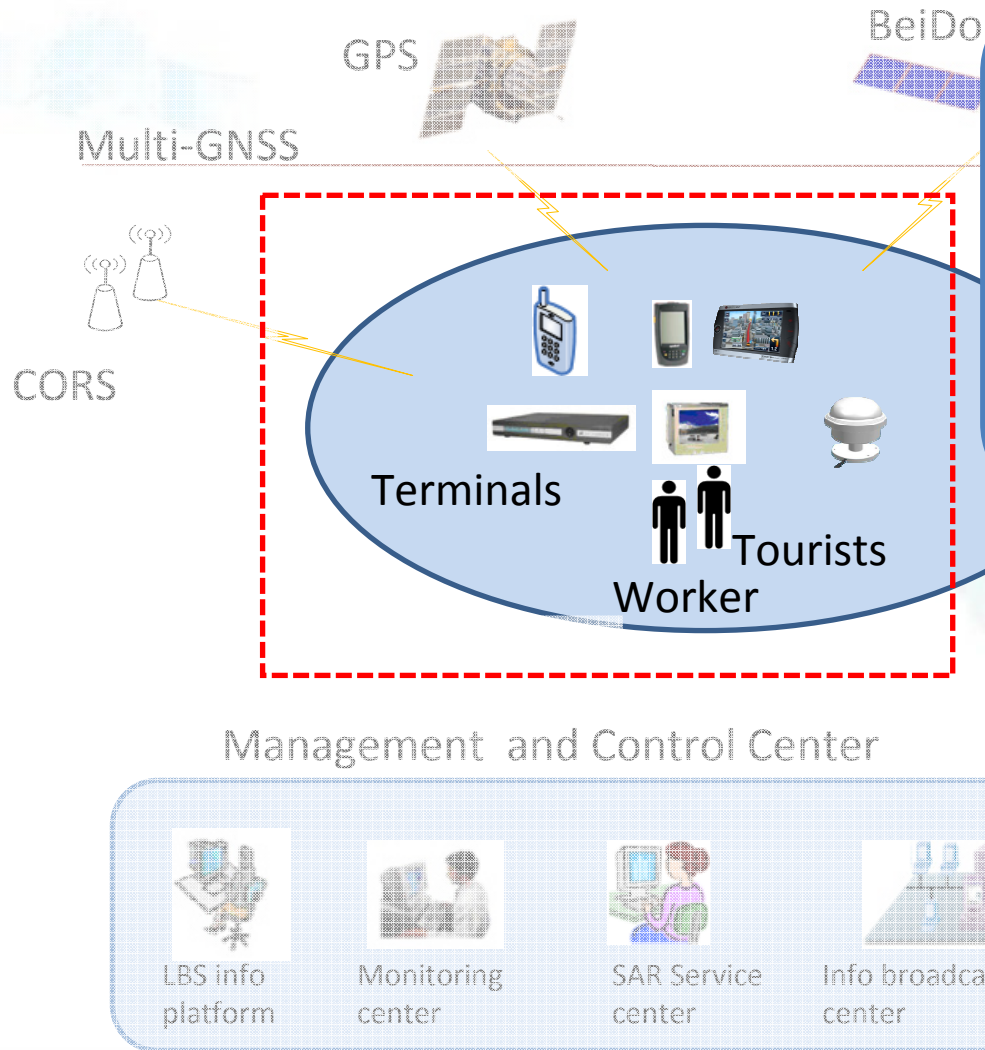 GPS
BeiDo
Multi-GNSS
CORS
Terminals
Tourists
Worker
Management and Control Center
LBS info
platform
Monitoring
center
SAR Service
center
Info broadca
center